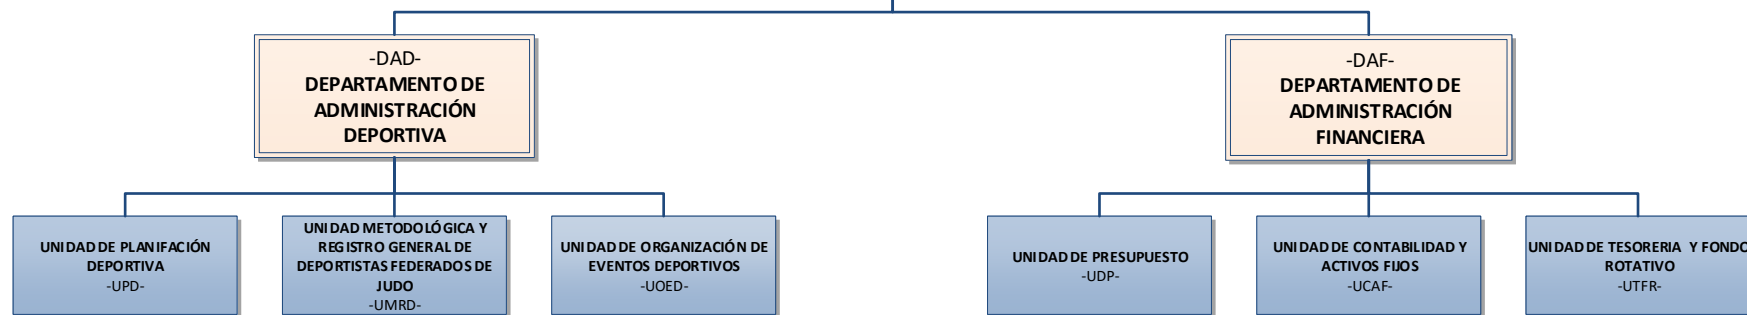 -DAD-
DEPARTAMENTO DE
ADMINISTRACIÓN
DEPORTIVA
-DAF-
DEPARTAMENTO DE
ADMINISTRACIÓN
FINANCIERA
UNIDAD DE PLANIFACIÓN
DEPORTIVA
-UPD-
UNIDAD METODOLÓGICA Y
REGISTRO GENERAL DE
DEPORTISTAS FEDERADOS DE
JUDO
-UMRD-
UNIDAD DE ORGANIZACIÓN DE
EVENTOS DEPORTIVOS
-UOED-
UNIDAD DE PRESUPUESTO
-UDP-
UNIDAD DE CONTABILIDAD Y
ACTIVOS FIJOS
-UCAF-
UNIDAD DE TESORERIA Y FONDO
ROTATIVO
-UTFR-